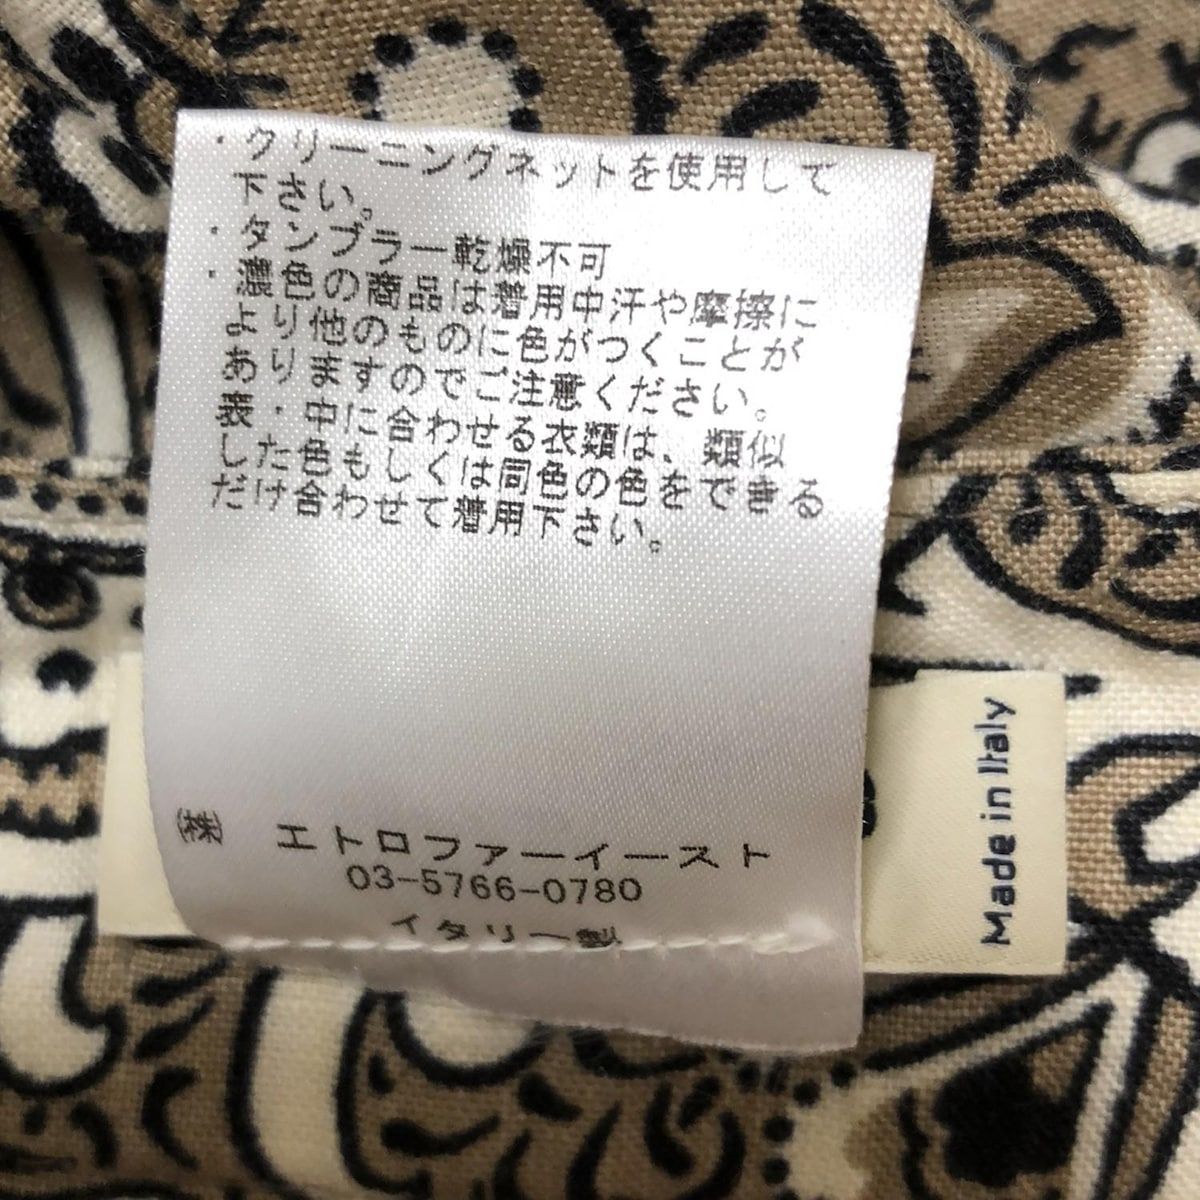 ・クリーニングネットを使用して
下さい。
・タンブラー乾燥不可
・濃色の商品は着用中汗や摩擦に
より他のものに色がつくことが
ありますのでご注意ください。
表・中に合わせる衣類は、類似
した色もしくは同色の色をできる
だけ合わせて着用下さい。
㈱ エトロファーイースト
03-5766-0780
イタリー製
Made in Italy